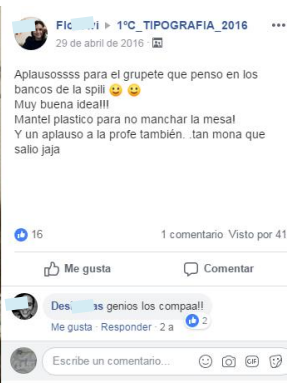 1ºC_TIPOGRAFIA_2016
29 de abril de 2016
Aplausossss para el grupete que penso en los
bancos de la spili
Muy buena idea!!!
Mantel plastico para no manchar la mesa!
Y un aplauso a la profe también. .tan mona que
salio jaja
16
1 comentario Visto por 41
Me gusta
Comentar
genios los compaa!!
Me gusta · Responder · 2 a
2
Escribe un comentario...
GIF